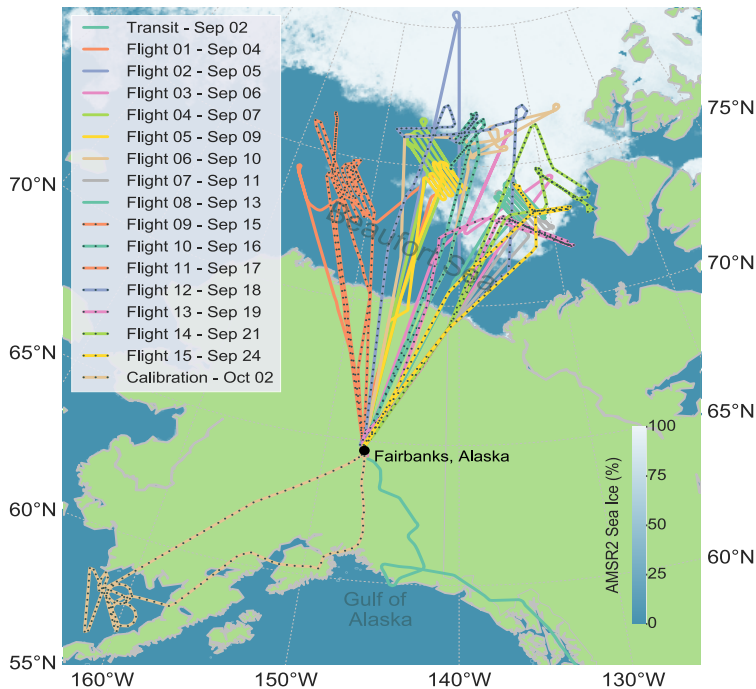 Transit - Sep 02
Flight 01 - Sep 04
Flight 02 - Sep 05
Flight 03 - Sep 06
Flight 04 - Sep 07
Flight 05 - Sep 09
Flight 06 - Sep 10
Flight 07 - Sep 11
Flight 08 - Sep 13
Flight 09 - Sep 15
Flight 10 - Sep 16
Flight 11 - Sep 17
Flight 12 - Sep 18
Flight 13 - Sep 19
Flight 14 - Sep 21
Flight 15 - Sep 24
Calibration - Oct 02
75°N
70°N
Beaufort Sea
70°N
65°N
65°N
Fairbanks, Alaska
100
75
50
25
0
AMSR2 Sea Ice (%)
60°N
60°N
Gulf of
Alaska
55°N
160°W
150°W
140°W
130°W